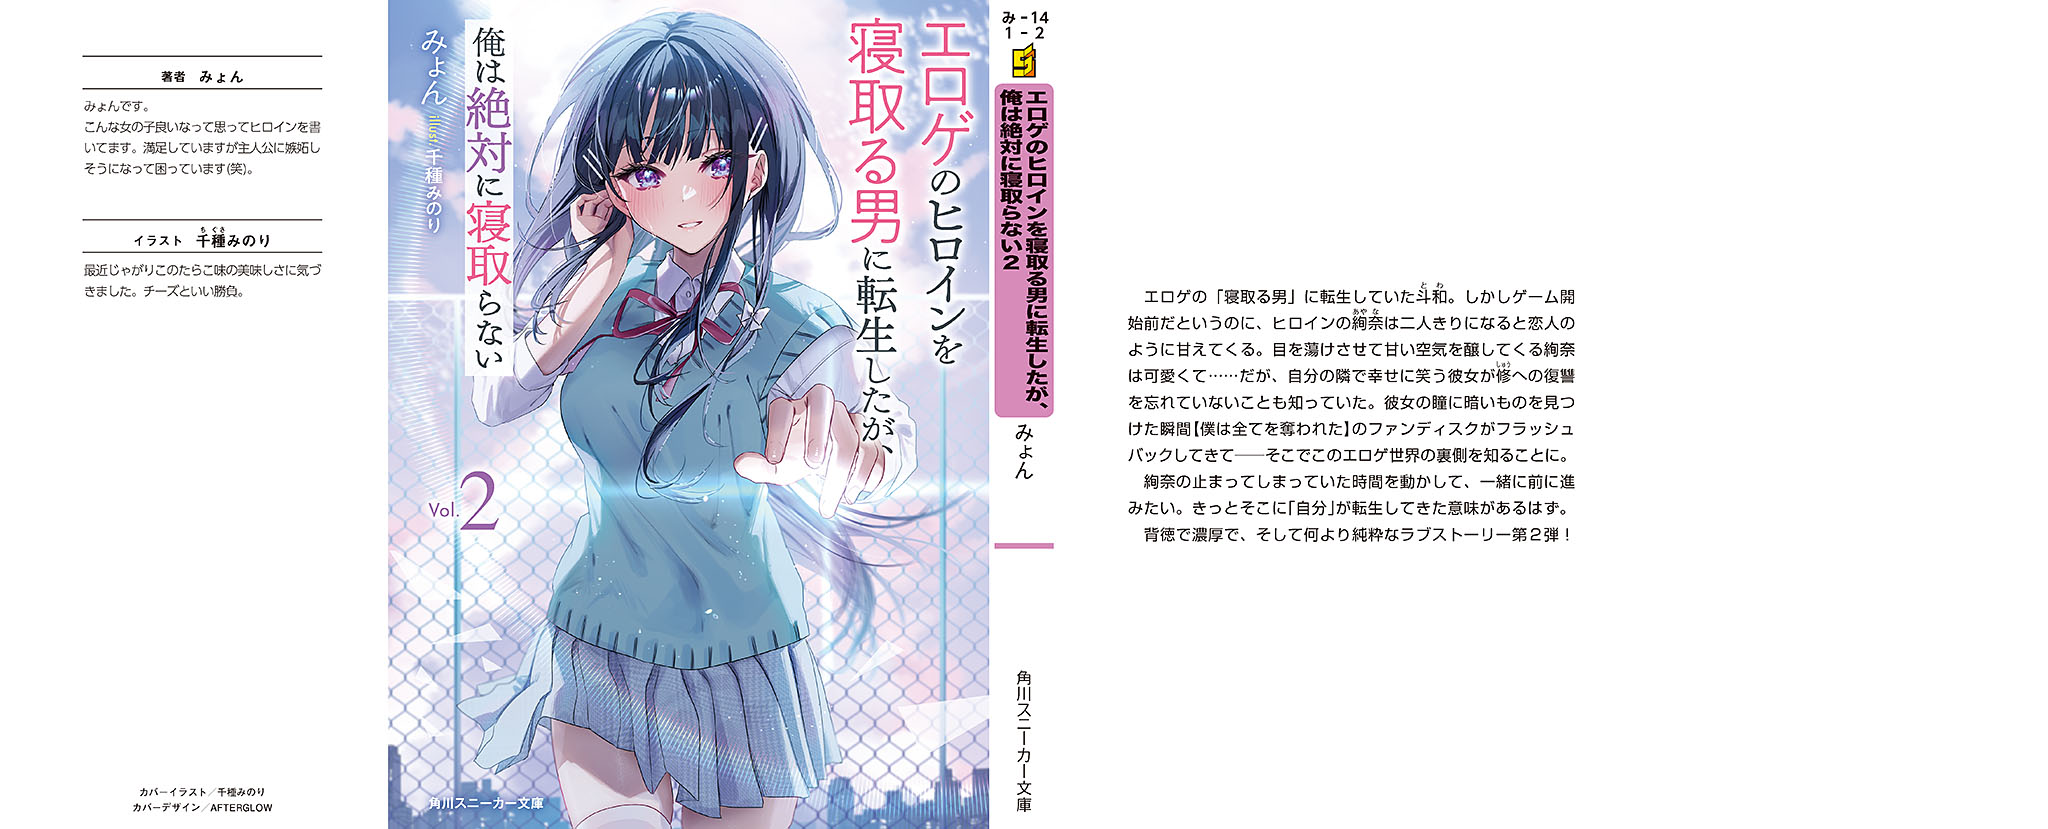 著者　みょん
みょんです。
こんな女の子良いなって思ってヒロインを書
いてます。満足していますが主人公に嫉妬し
そうになって困っています(笑)。
イラスト　千種みのり
ちぐさ
最近じゃがりこのたらこ味の美味しさに気づ
きました。チーズといい勝負。
カバーイラスト／千種みのり
カバーデザイン／AFTERGLOW
エロゲのヒロインを
寝取る男に転生したが、
俺は絶対に寝取らない
みょん
illust 千種みのり
Vol.2
角川スニーカー文庫
み-14
1-2
エロゲのヒロインを寝取る男に転生したが、
俺は絶対に寝取らない2
みょん
角川スニーカー文庫
エロゲの「寝取る男」に転生していた斗和。しかしゲーム開
とわ
始前だというのに、ヒロインの絢奈は二人きりになると恋人の
あやな
ように甘えてくる。目を蕩けさせて甘い空気を醸してくる絢奈
は可愛くて……だが、自分の隣で幸せに笑う彼女が修への復讐
しゅう
を忘れていないことも知っていた。彼女の瞳に暗いものを見つ
けた瞬間【僕は全てを奪われた】のファンディスクがフラッシュ
バックしてきて――そこでこのエロゲ世界の裏側を知ることに。
絢奈の止まってしまっていた時間を動かして、一緒に前に進
みたい。きっとそこに「自分」が転生してきた意味があるはず。
背徳で濃厚で、そして何より純粋なラブストーリー第２弾！